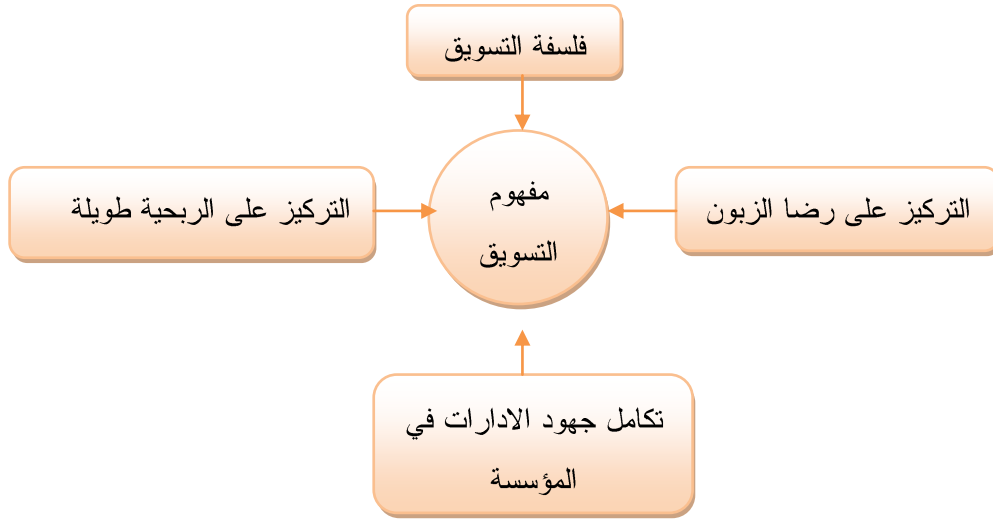 فلسفة التسويق
التركيز على رضا الزبون
مفهوم
التسويق
التركيز على الربحية طويلة
تكامل جهود الادارات في
المؤسسة